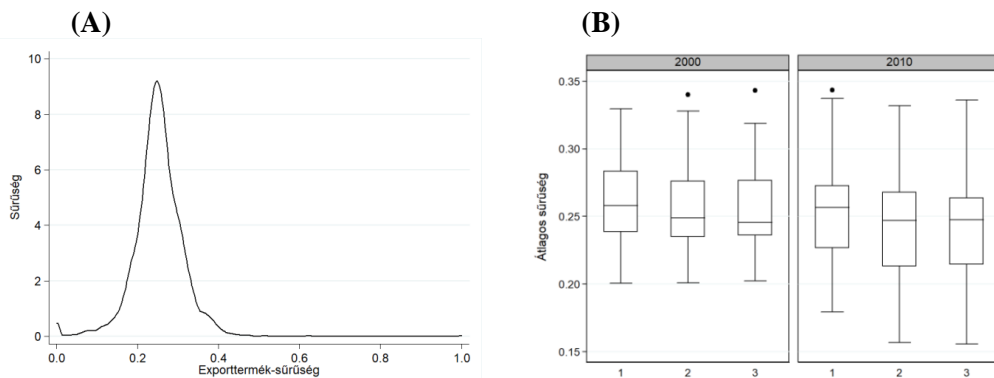 (A)
Sűrűség
10
8
6
4
2
0
0.0 0.2 0.4 0.6 0.8 1.0
Exporttermék-sűrűség
(B)
2000 2010
Átlagos sűrűség
0.35
0.30
0.25
0.20
0.15
1 2 3 1 2 3